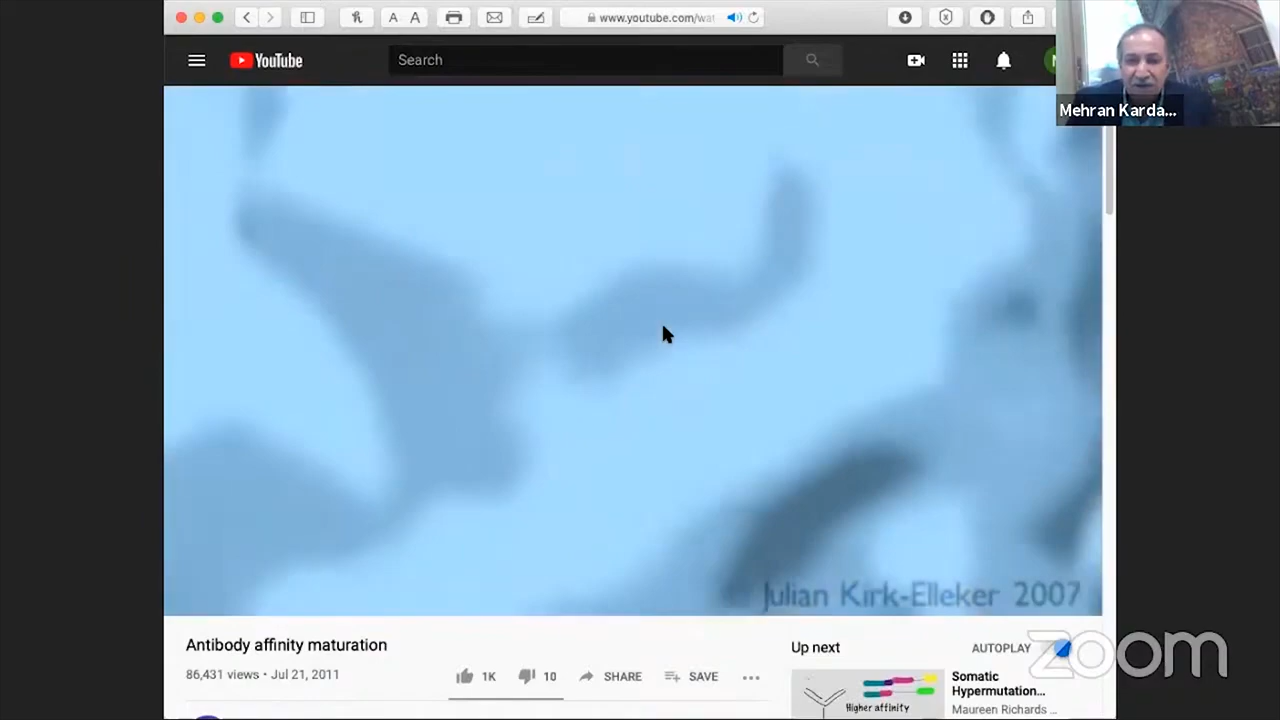 A A
www.youtube.com/wat
YouTube
Search
Mehran Karda...
Julian Kirk-Elleker 2007
Antibody affinity maturation
86,431 views • Jul 21, 2011
1K
10
SHARE
SAVE
Up next
AUTOPLAY
zoom
Higher affinity
Somatic
Hypermutation...
Maureen Richards ...